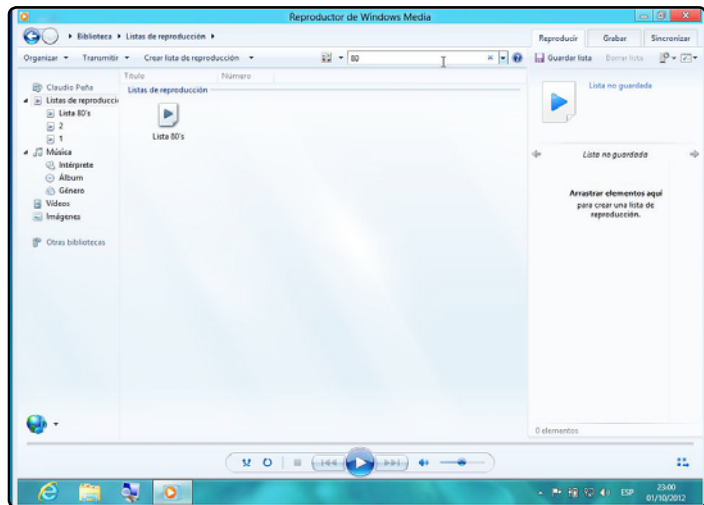 Reproductor de Windows Media
Biblioteca Listas de reproducción
Reproducir Grabar Sincronizar
Organizar Transmitir Crear lista de reproducción
80
Guardar lista Borrar lista
Título Número
Claudio Peña
Listas de reproducci
Lista 80's
2
1
Música
Intérprete
Álbum
Género
Vídeos
Imágenes
Otras bibliotecas
Listas de reproducción
Lista 80's
Lista no guardada
Lista no guardada
Arrastrar elementos aquí
para crear una lista de
reproducción.
0 elementos
ESP
23:00
01/10/2012